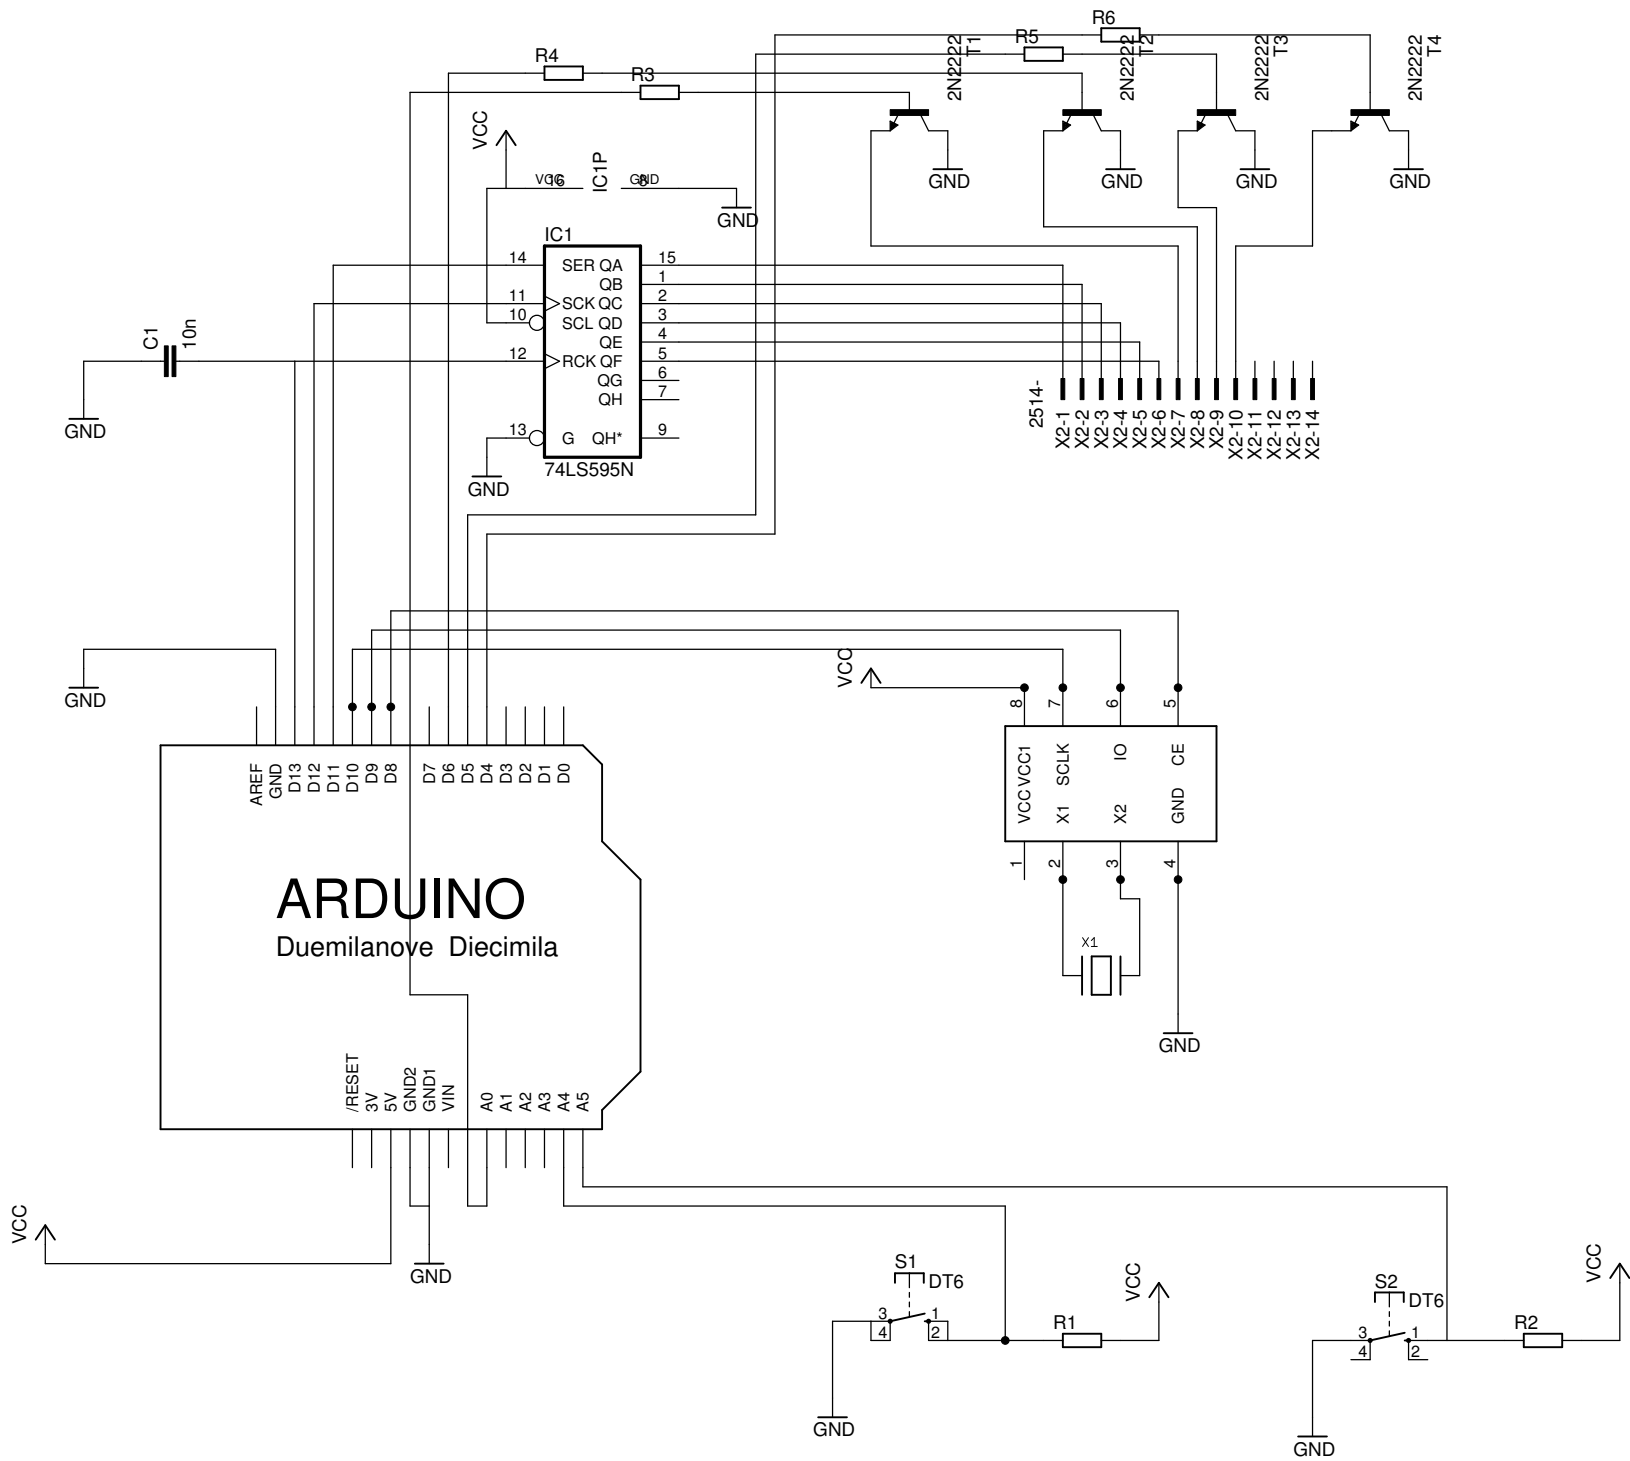 R6
R5
R4
R3
2N2222
T1
2N2222
T2
2N2222
T3
2N2222
T4
VCC
VCC
16
IC1P
GND
8
GND
GND
GND
GND
GND
IC1
14
SER
QA
15
QB
1
11
SCK
QC
2
10
SCL
QD
3
QE
4
12
RCK
QF
5
QG
6
QH
7
13
G
QH*
9
74LS595N
GND
C1
10n
GND
2514-
X2-1
X2-2
X2-3
X2-4
X2-5
X2-6
X2-7
X2-8
X2-9
X2-10
X2-11
X2-12
X2-13
X2-14
GND
AREF
GND
D13
D12
D11
D10
D9
D8
D7
D6
D5
D4
D3
D2
D1
D0
ARDUINO
Duemilanove Diecimila
/RESET
3V
5V
GND2
GND1
VIN
A0
A1
A2
A3
A4
A5
VCC
GND
VCC
8
7
6
5
VCC1
SCLK
IO
CE
VCC
X1
X2
GND
1
2
3
4
X1
GND
S1
DT6
3
1
4
2
R1
VCC
GND
S2
DT6
3
1
4
2
R2
VCC
GND